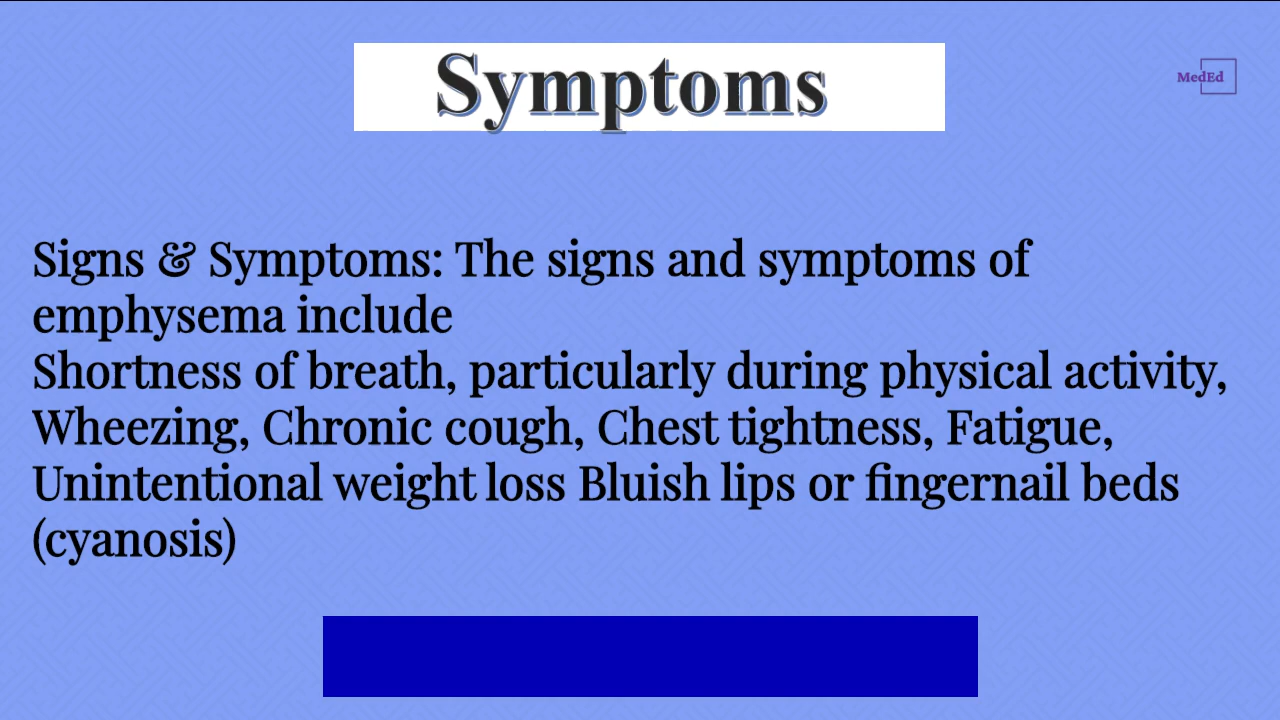 Symptoms
MedEd
Signs & Symptoms: The signs and symptoms of
emphysema include
Shortness of breath, particularly during physical activity,
Wheezing, Chronic cough, Chest tightness, Fatigue,
Unintentional weight loss Bluish lips or fingernail beds
(cyanosis)